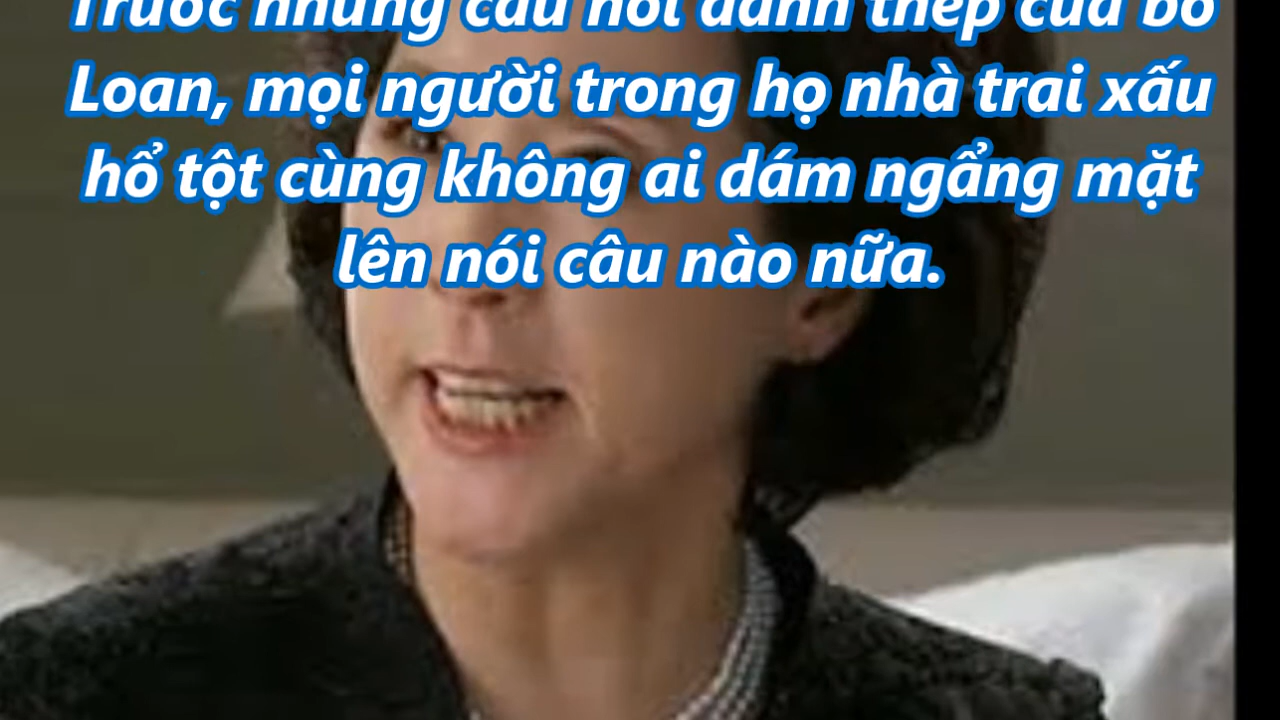 Trước những câu nói đanh thép của bố
Loan, mọi người trong họ nhà trai xấu
hổ tột cùng không ai dám ngẩng mặt
lên nói câu nào nữa.